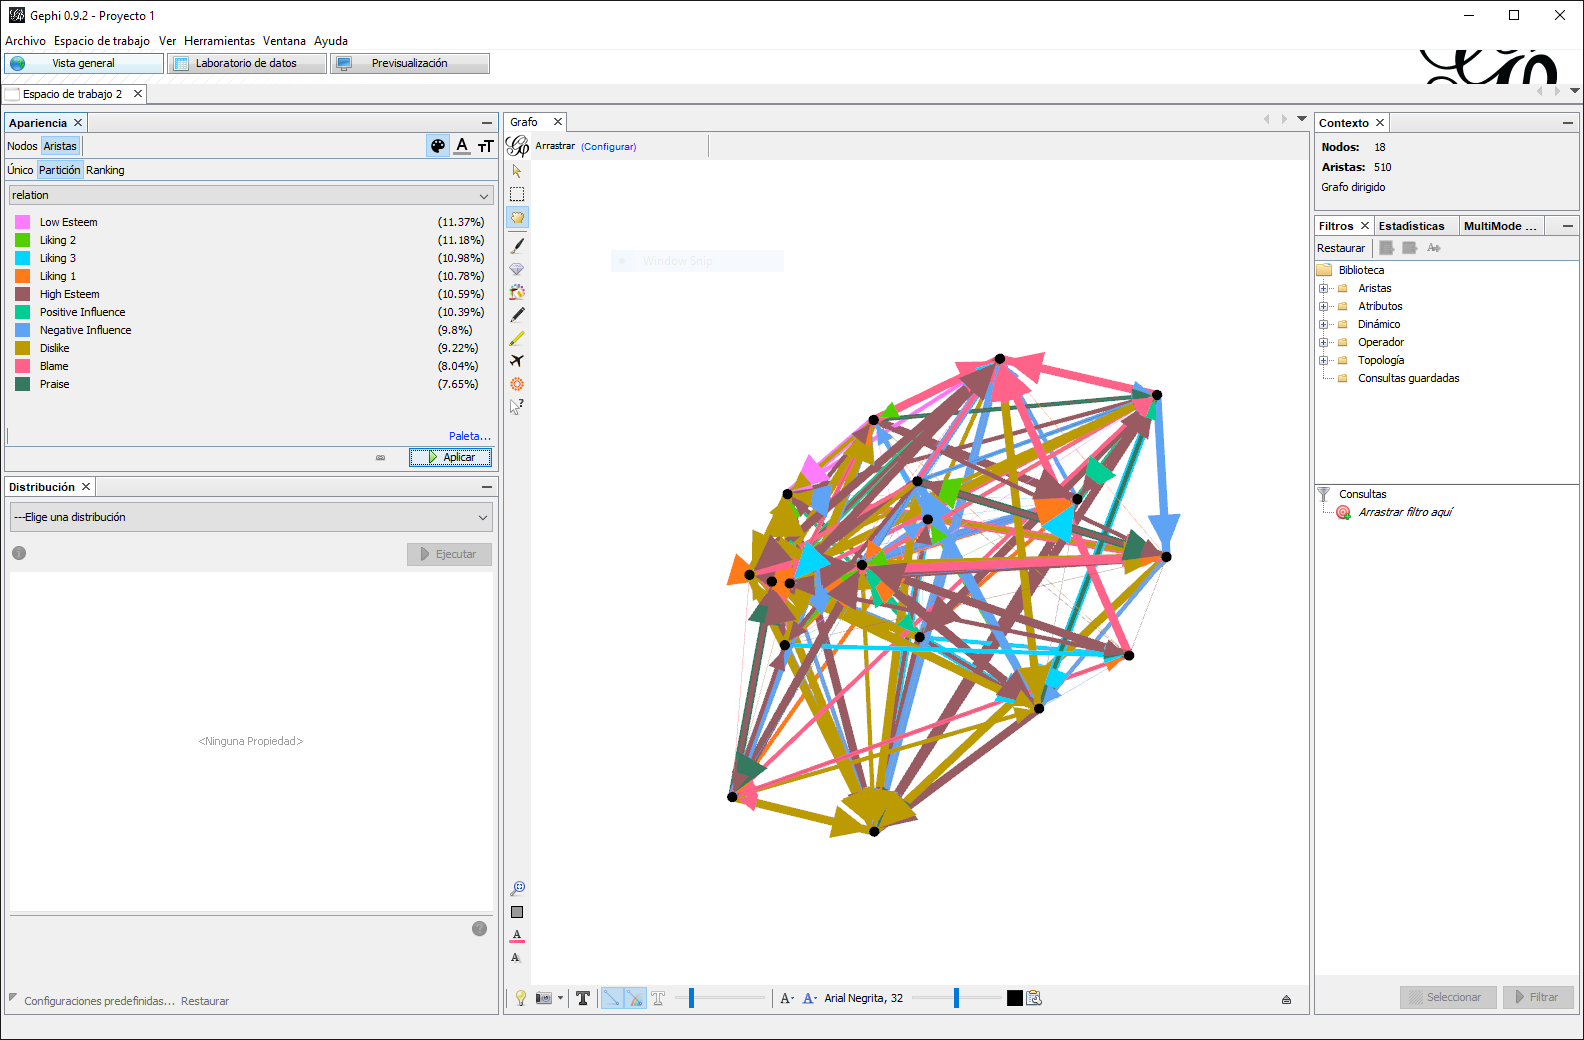 Gephi 0.9.2 - Proyecto 1
Archivo Espacio de trabajo Ver Herramientas Ventana Ayuda
Vista general Laboratorio de datos Previsualización
Espacio de trabajo 2
Apariencia
Nodos Aristas
Único Partición Ranking
relation
Low Esteem (11.37%)
Liking 2 (11.18%)
Liking 3 (10.98%)
Liking 1 (10.78%)
High Esteem (10.59%)
Positive Influence (10.39%)
Negative Influence (9.8%)
Dislike (9.22%)
Blame (8.04%)
Praise (7.65%)
Paleta...
Aplicar
Distribución
---Elige una distribución
Ejecutar
<Ninguna Propiedad>
Configuraciones predefinidas... Restaurar
Grafo
Arrastrar (Configurar)
Window Snip
Arial Negrita, 32
Contexto
Nodos: 18
Aristas: 510
Grafo dirigido
Filtros Estadísticas MultiMode ...
Restaurar
Biblioteca
Aristas
Atributos
Dinámico
Operador
Topología
Consultas guardadas
Consultas
Arrastrar filtro aquí
Seleccionar Filtrar